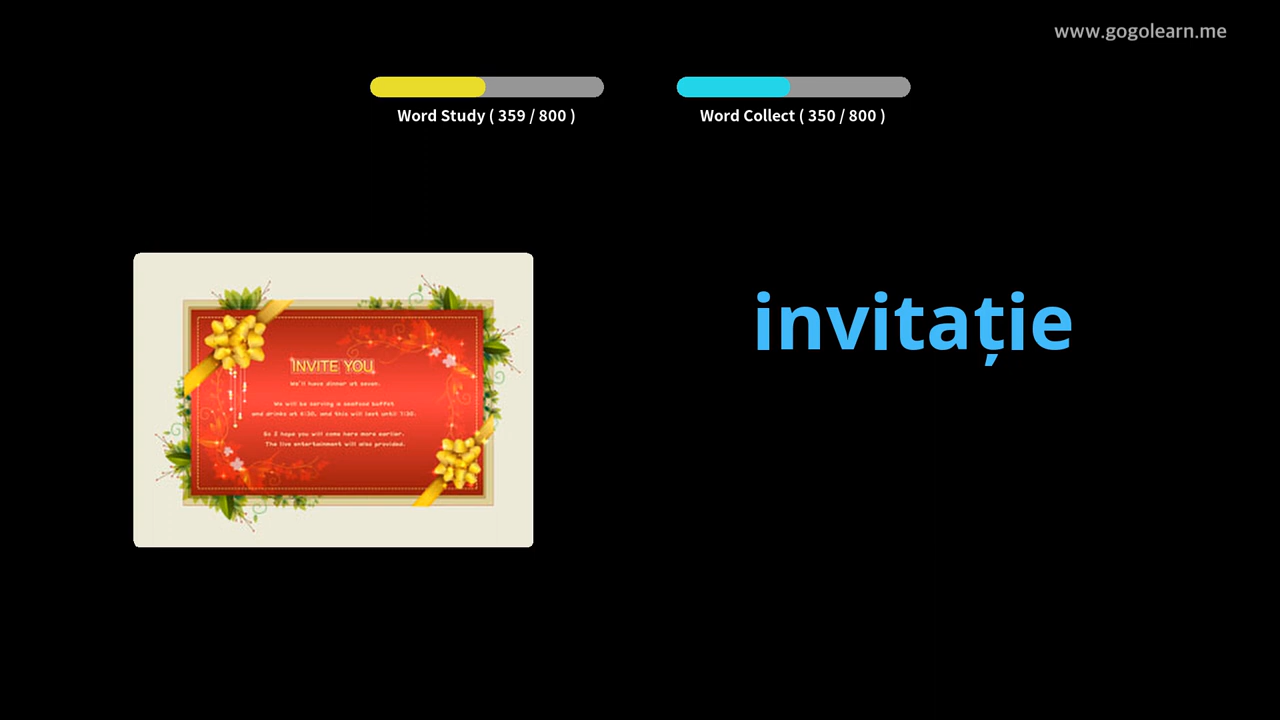 www.gogolearn.me
Word Study ( 359 / 800 )
Word Collect ( 350 / 800 )
invitație
INVITE YOU
We'll have dinner at seven.
We will be serving a seafood buffet
and drinks at 6:30, and this will last until 7:30.
So I hope you will come here more earlier.
The live entertainment will also provided.